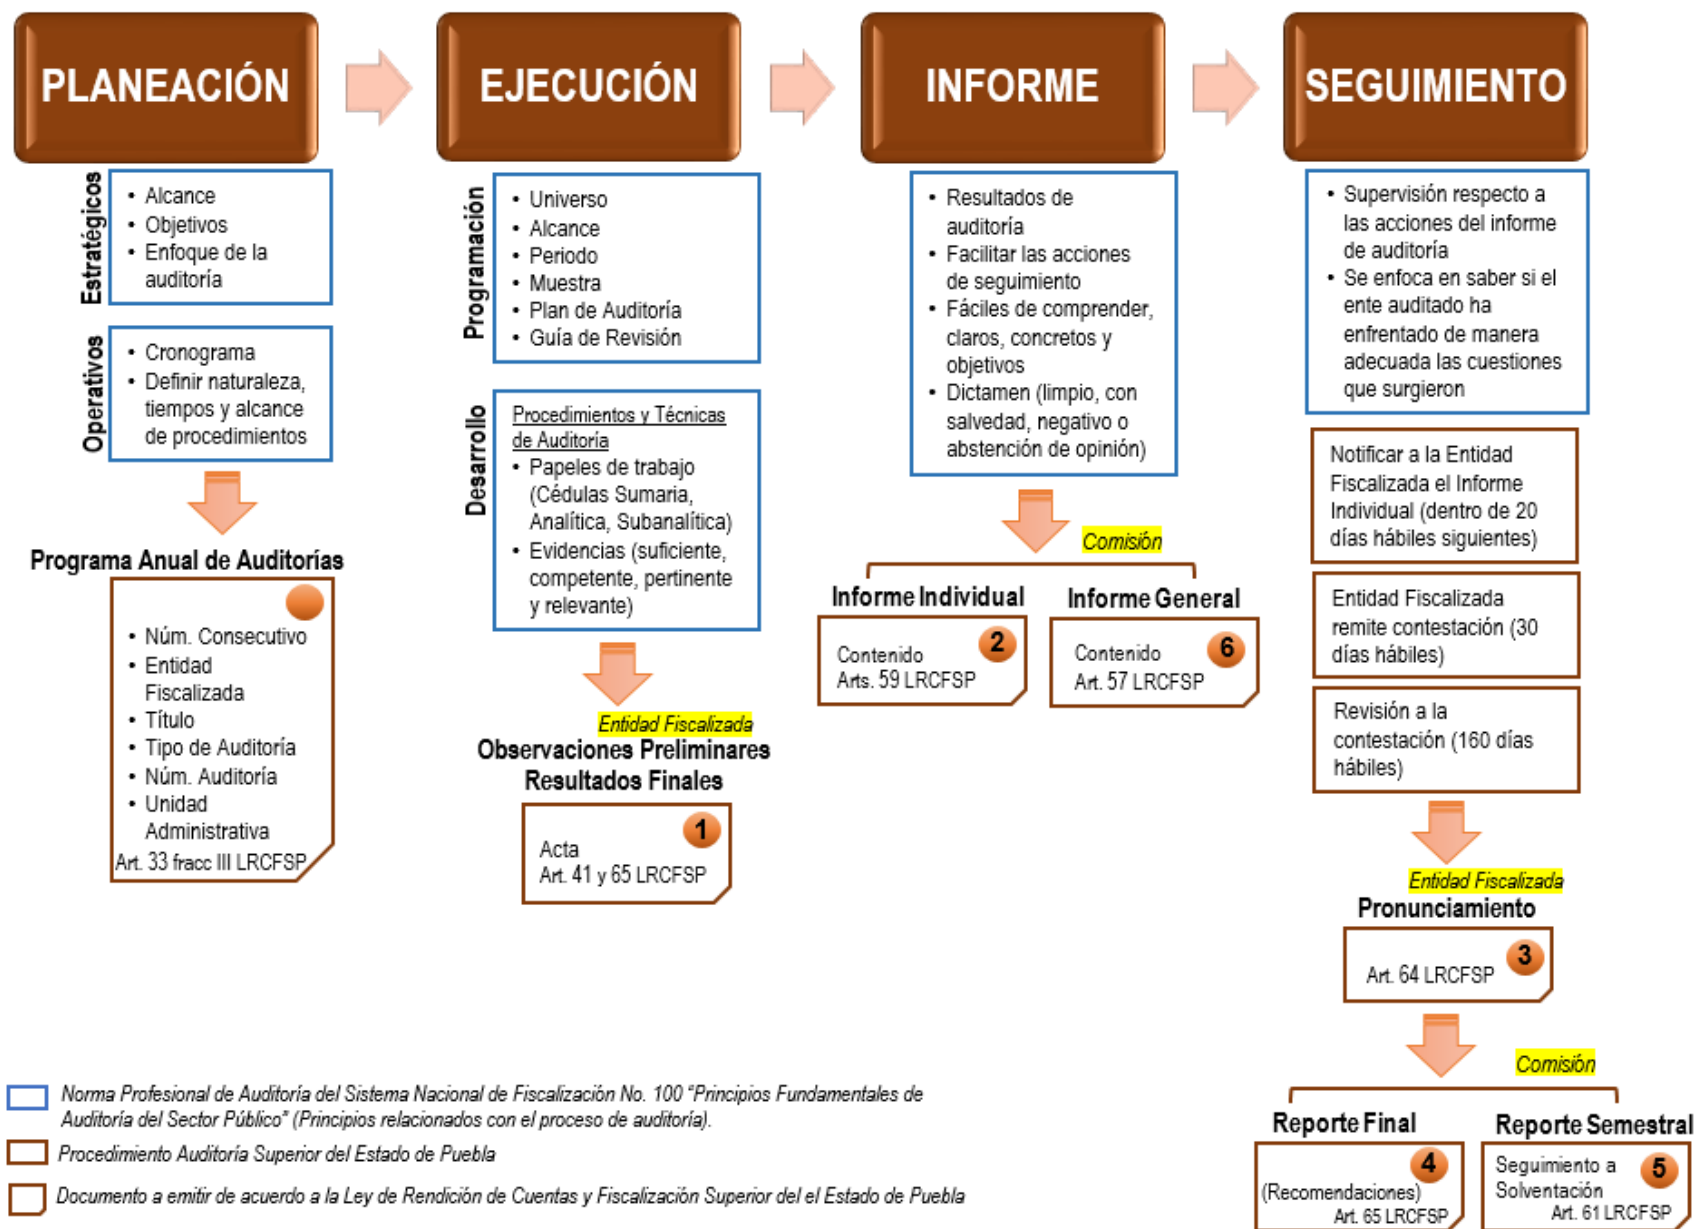 PLANEACIÓN
EJECUCIÓN
INFORME
SEGUIMIENTO
Estratégicos
• Alcance
• Objetivos
• Enfoque de la
auditoría
Operativos
• Cronograma
• Definir naturaleza,
tiempos y alcance
de procedimientos
Programa Anual de Auditorías
• Núm. Consecutivo
• Entidad
Fiscalizada
• Título
• Tipo de Auditoría
• Núm. Auditoría
• Unidad
Administrativa
Art. 33 fracc III LRCFSP
Programación
• Universo
• Alcance
• Periodo
• Muestra
• Plan de Auditoría
• Guía de Revisión
Desarrollo
Procedimientos y Técnicas
de Auditoría
• Papeles de trabajo
(Cédulas Sumaria,
Analítica, Subanalítica)
• Evidencias (suficiente,
competente, pertinente
y relevante)
Entidad Fiscalizada
Observaciones Preliminares
Resultados Finales
1
Acta
Art. 41 y 65 LRCFSP
• Resultados de
auditoría
• Facilitar las acciones
de seguimiento
• Fáciles de comprender,
claros, concretos y
objetivos
• Dictamen (limpio, con
salvedad, negativo o
abstención de opinión)
Comisión
Informe Individual
2
Contenido
Arts. 59 LRCFSP
Informe General
6
Contenido
Art. 57 LRCFSP
• Supervisión respecto a
las acciones del informe
de auditoría
• Se enfoca en saber si el
ente auditado ha
enfrentado de manera
adecuada las cuestiones
que surgieron
Notificar a la Entidad
Fiscalizada el Informe
Individual (dentro de 20
días hábiles siguientes)
Entidad Fiscalizada
remite contestación (30
días hábiles)
Revisión a la
contestación (160 días
hábiles)
Entidad Fiscalizada
Pronunciamiento
3
Art. 64 LRCFSP
Comisión
Reporte Final
4
(Recomendaciones)
Art. 65 LRCFSP
Reporte Semestral
5
Seguimiento a
Solventación
Art. 61 LRCFSP
Norma Profesional de Auditoría del Sistema Nacional de Fiscalización No. 100 “Principios Fundamentales de
Auditoría del Sector Público” (Principios relacionados con el proceso de auditoría).
Procedimiento Auditoría Superior del Estado de Puebla
Documento a emitir de acuerdo a la Ley de Rendición de Cuentas y Fiscalización Superior del el Estado de Puebla